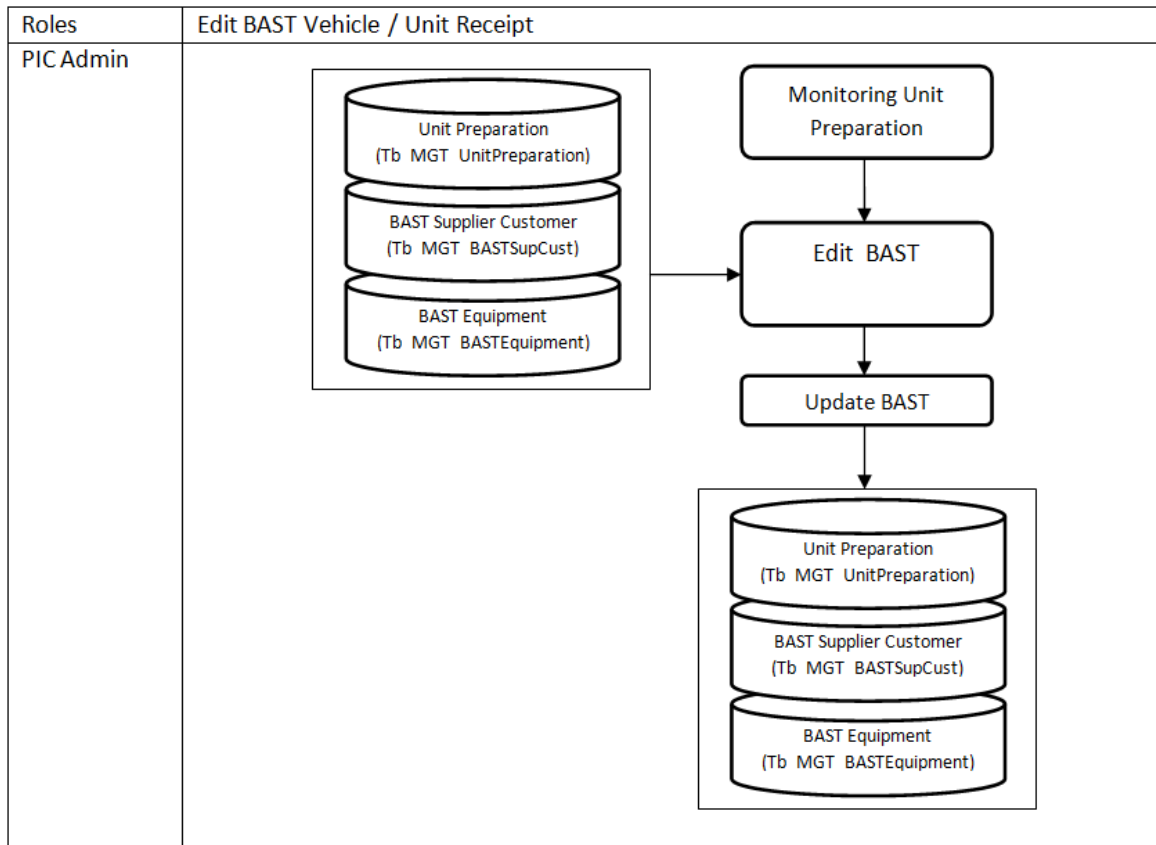 Roles
Edit BAST Vehicle / Unit Receipt
PIC Admin
Unit Preparation
(Tb MGT UnitPreparation)
BAST Supplier Customer
(Tb MGT BASTSupCust)
BAST Equipment
(Tb MGT BASTEquipment)
Monitoring Unit
Preparation
Edit BAST
Update BAST
Unit Preparation
(Tb MGT UnitPreparation)
BAST Supplier Customer
(Tb MGT BASTSupCust)
BAST Equipment
(Tb MGT BASTEquipment)